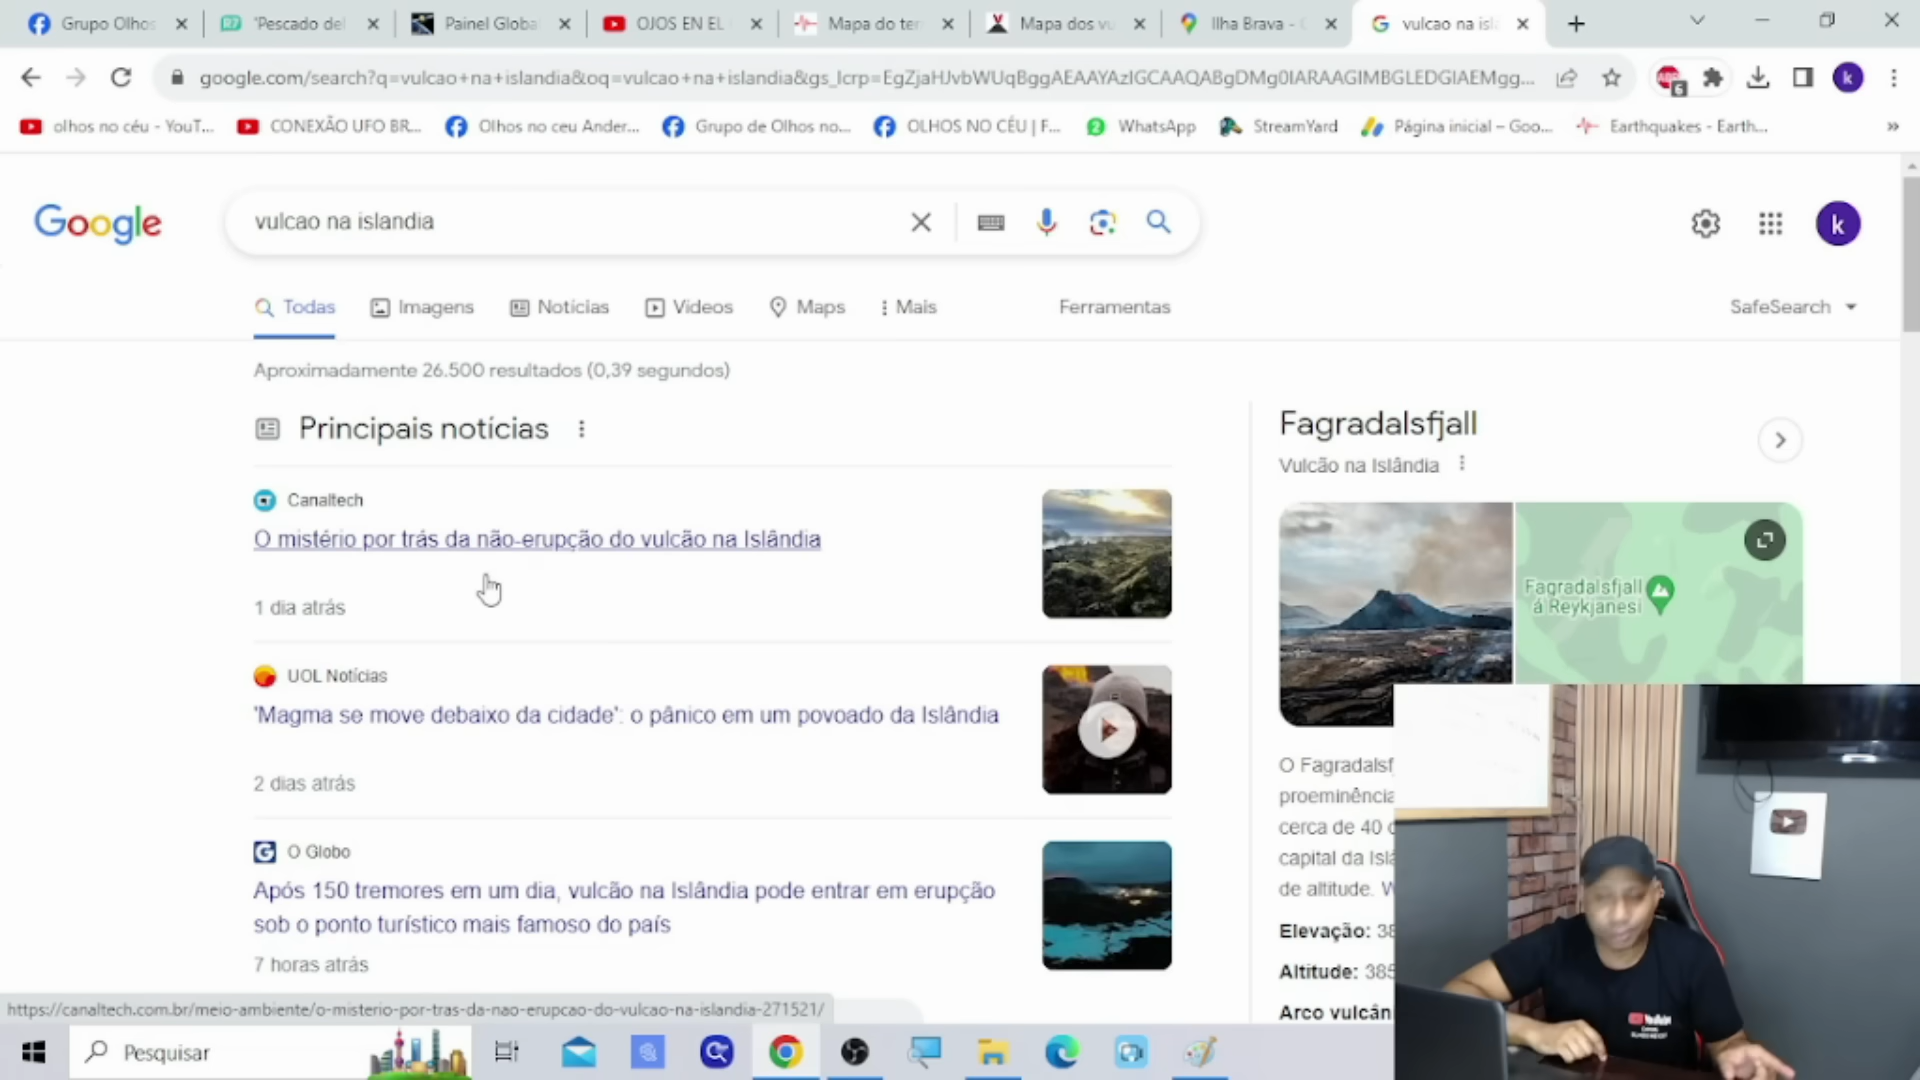 Grupo Olhos
'Pescado del
Painel Globa
OJOS EN EL
Mapa do te
Mapa dos vu
Ilha Brava -
vulcao na isl
google.com/search?q=vulcao+na+islandia&oq=vulcao+na+islandia&gs_lcrp=EgZjaHJvbWUqBggAEAAYAzIGCAAQABgDMg0IARAAGIMBGLEDGIAEMgg...
olhos no céu - YouT...
CONEXÃO UFO BR...
Olhos no ceu Ander...
Grupo de Olhos no...
OLHOS NO CÉU | F...
WhatsApp
StreamYard
Página inicial – Goo...
Earthquakes - Earth...
»
Google
vulcao na islandia
k
Todas
Imagens
Notícias
Vídeos
Maps
Mais
Ferramentas
SafeSearch
Aproximadamente 26.500 resultados (0,39 segundos)
Principais notícias
Canaltech
O mistério por trás da não-erupção do vulcão na Islândia
1 dia atrás
UOL Notícias
'Magma se move debaixo da cidade': o pânico em um povoado da Islândia
2 dias atrás
O Globo
Após 150 tremores em um dia, vulcão na Islândia pode entrar em erupção
sob o ponto turístico mais famoso do país
7 horas atrás
Fagradalsfjall
Vulcão na Islândia
Fagradalsfjall
á Reykjanesi
O Fagradalsf
proeminência
cerca de 40
capital da Islâ
de altitude. W
Elevação: 38
Altitude: 385
Arco vulcân
https://canaltech.com.br/meio-ambiente/o-misterio-por-tras-da-nao-erupcao-do-vulcao-na-islandia-271521/
Pesquisar
YouTube